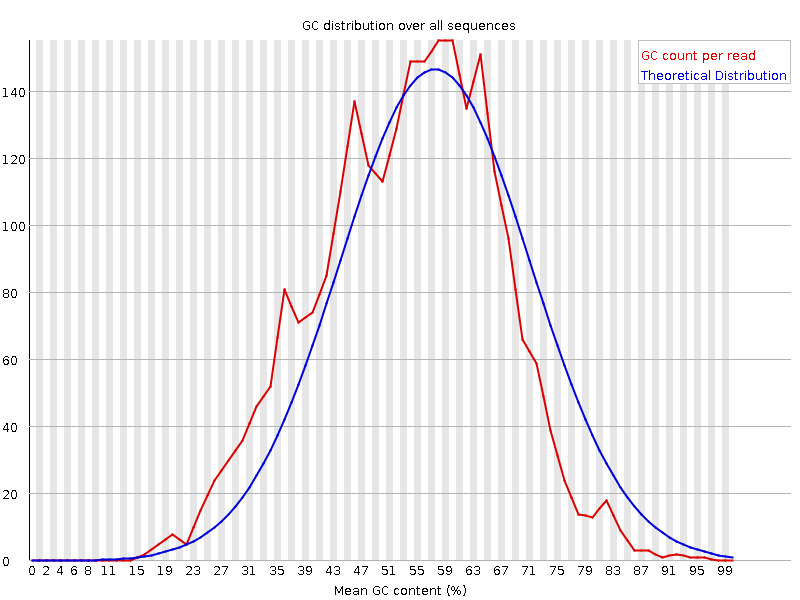 GC distribution over all sequences
GC count per read
Theoretical Distribution
140
120
100
80
60
40
20
0
0 2 4 6 8 11 15 19 23 27 31 35 39 43 47 51 55 59 63 67 71 75 79 83 87 91 95 99
Mean GC content (%)